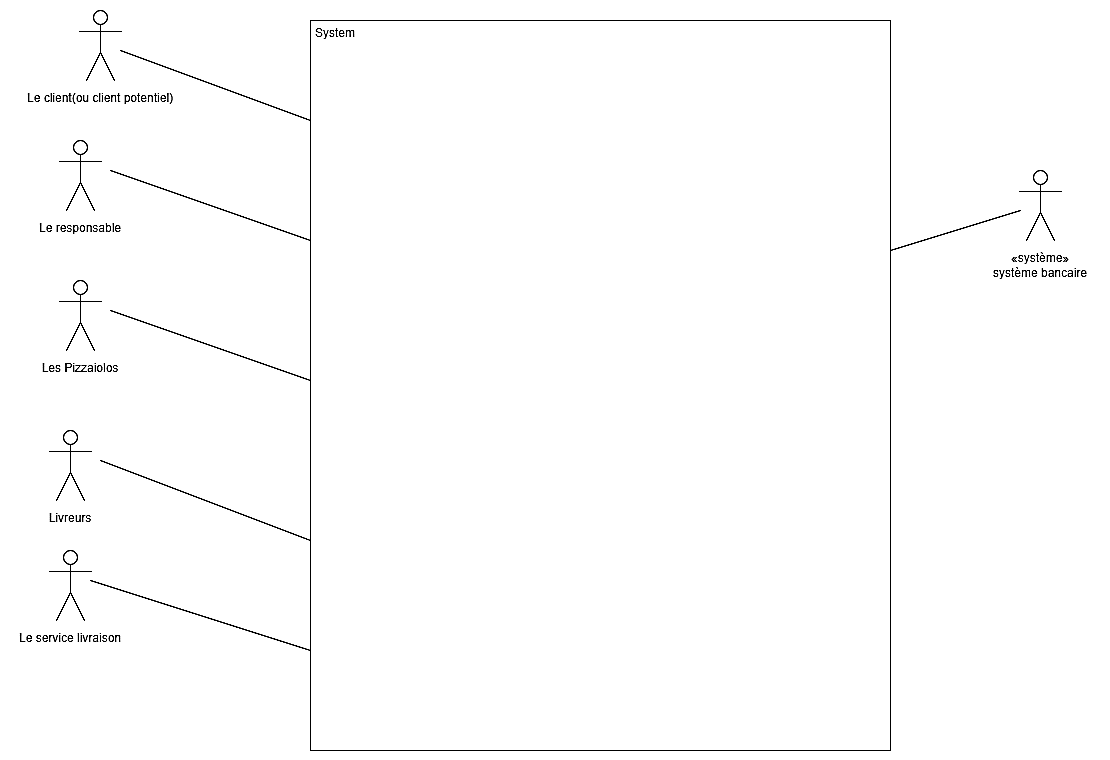 System
Le client(ou client potentiel)
Le responsable
«système»
système bancaire
Les Pizzaiolos
Livreurs
Le service livraison